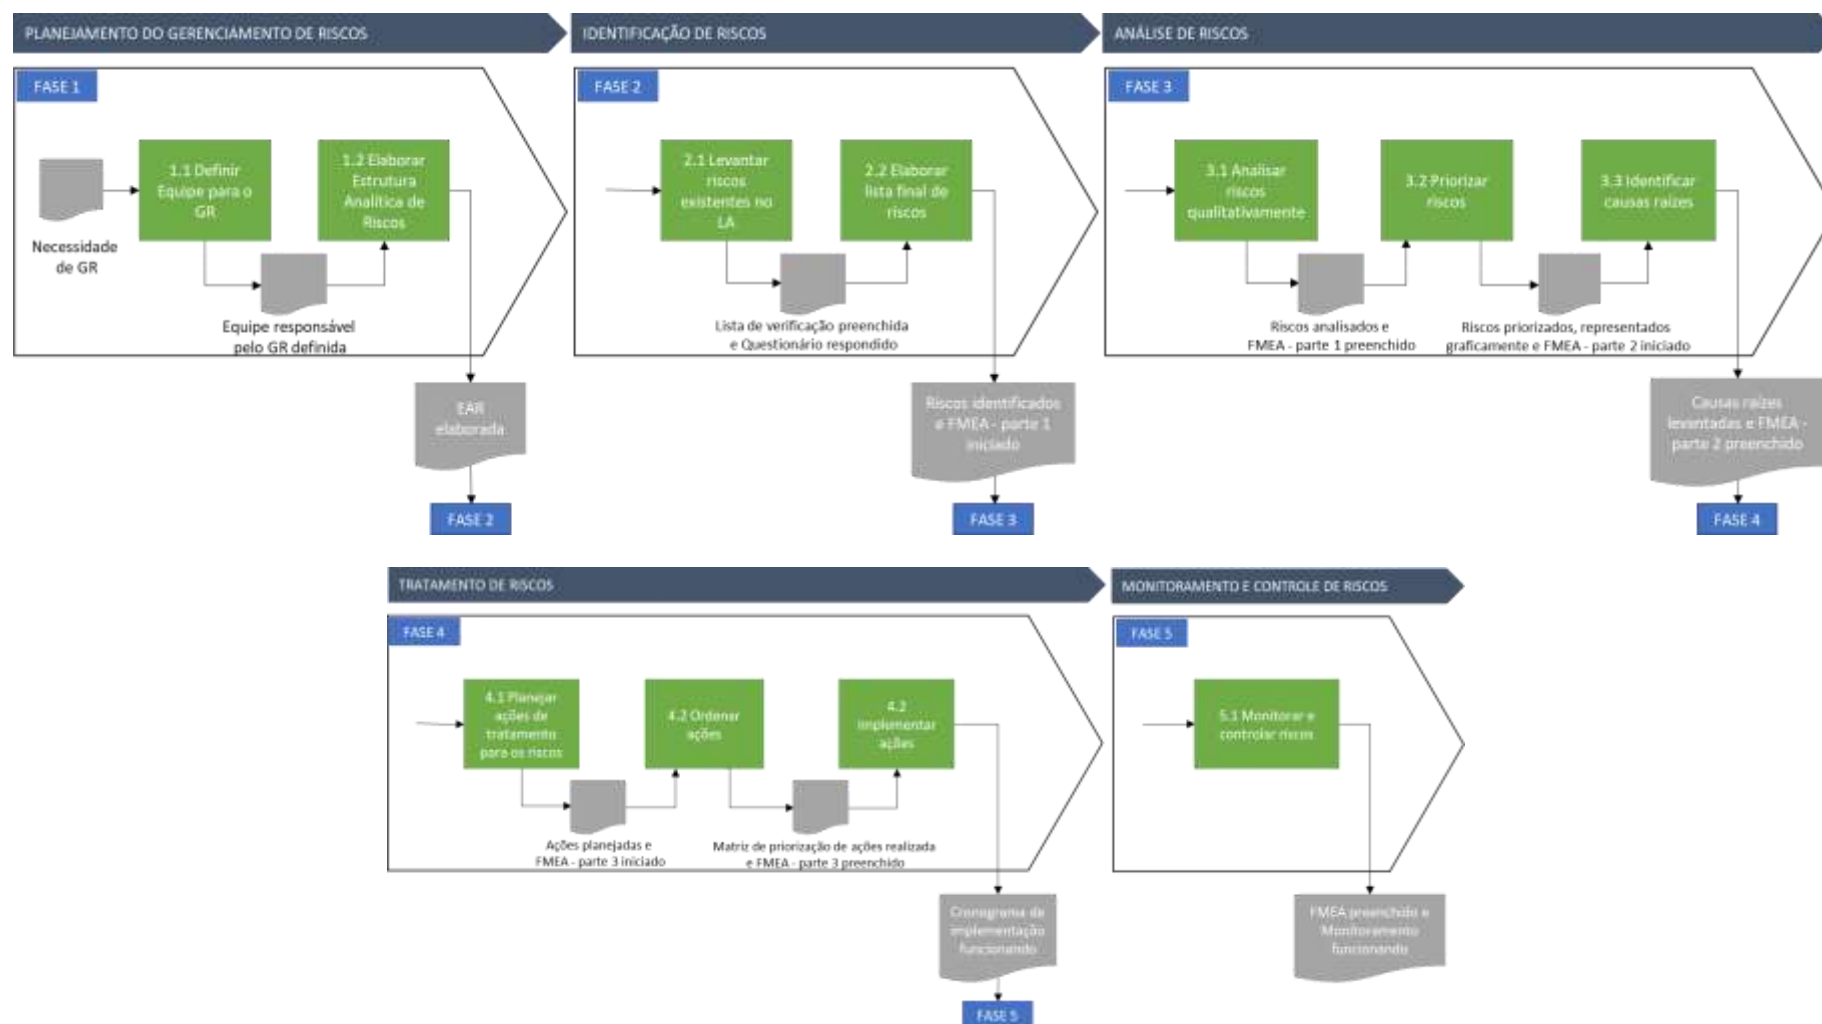 PLANEJAMENTO DO GERENCIAMENTO DE RISCOS
FASE 1
Necessidade
de GR
1.1 Definir
Equipe para o
GR
Equipe responsável
pelo GR definida
1.2 Elaborar
Estrutura
Analítica de
Riscos
EAR
elaborada
FASE 2
IDENTIFICAÇÃO DE RISCOS
FASE 2
2.1 Levantar
riscos
existentes no
LA
Lista de verificação preenchida
e Questionário respondido
2.2 Elaborar
lista final de
riscos
Riscos identificados
e FMEA - parte 1
iniciado
FASE 3
ANÁLISE DE RISCOS
FASE 3
3.1 Analisar
riscos
qualitativamente
Riscos analisados e
FMEA - parte 1 preenchido
3.2 Priorizar
riscos
Riscos priorizados, representados
graficamente e FMEA - parte 2 iniciado
3.3 Identificar
causas raízes
Causas raízes
levantadas e FMEA -
parte 2 preenchido
FASE 4
TRATAMENTO DE RISCOS
FASE 4
4.1 Planejar
ações de
tratamento
para os riscos
Ações planejadas e
FMEA - parte 3 iniciado
4.2 Ordenar
ações
Matriz de priorização de ações realizada
e FMEA - parte 3 preenchido
4.2
Implementar
ações
Cronograma de
implementação
funcionando
FASE 5
MONITORAMENTO E CONTROLE DE RISCOS
FASE 5
5.1 Monitorar e
controlar riscos
FMEA preenchido e
Monitoramento
funcionando